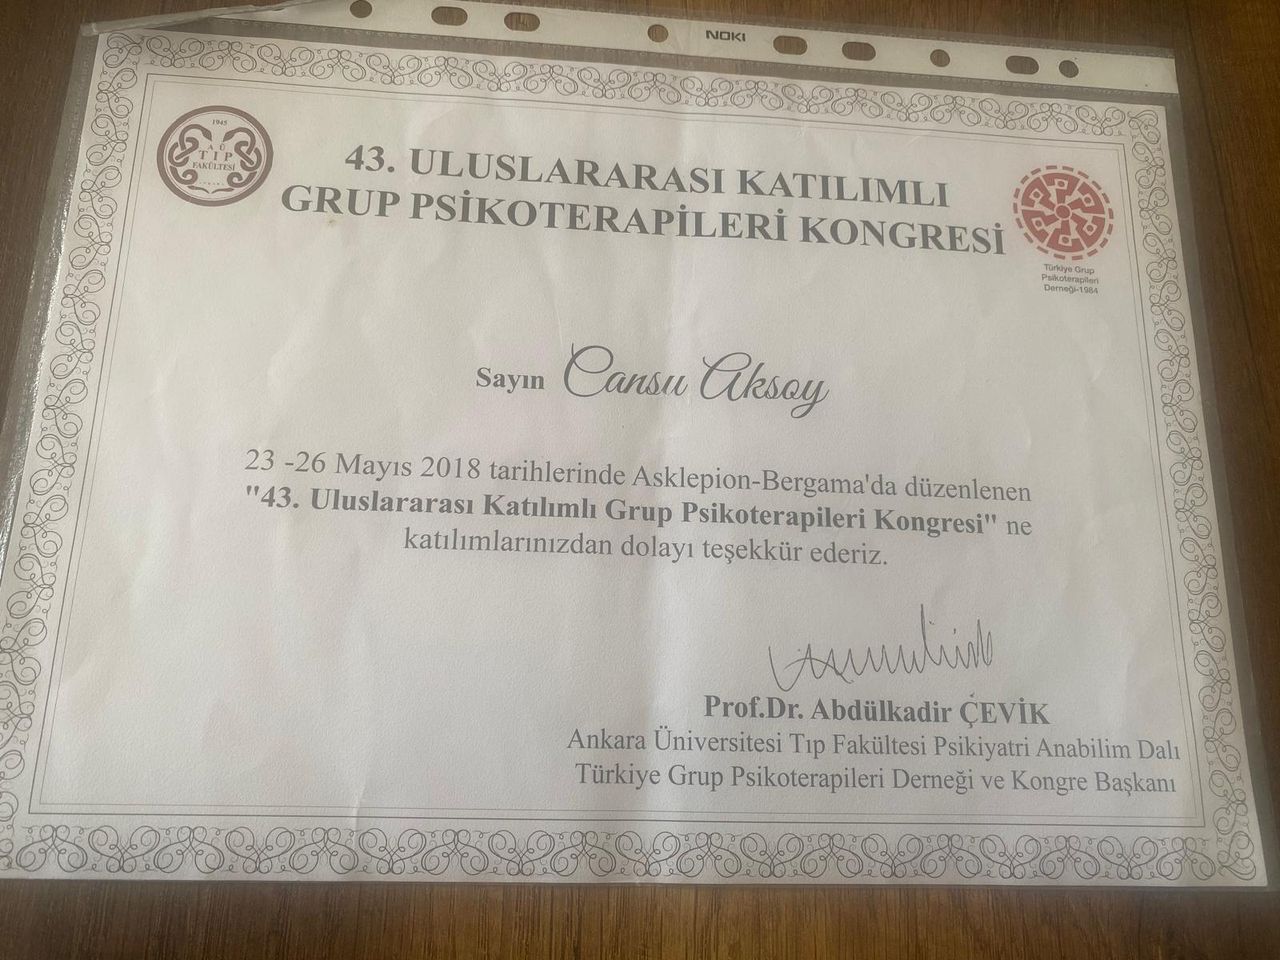 NOKI
1945
A Ü
TIP
FAKÜLTESİ
43. ULUSLARARASI KATILIMLI
GRUP PSİKOTERAPİLERİ KONGRESİ
Türkiye Grup
Psikoterapileri
Derneği-1984
Sayın Cansu Aksoy
23 -26 Mayıs 2018 tarihlerinde Asklepion-Bergama'da düzenlenen
"43. Uluslararası Katılımlı Grup Psikoterapileri Kongresi" ne
katılımlarınızdan dolayı teşekkür ederiz.
Prof.Dr. Abdülkadir ÇEVİK
Ankara Üniversitesi Tıp Fakültesi Psikiyatri Anabilim Dalı
Türkiye Grup Psikoterapileri Derneği ve Kongre Başkanı